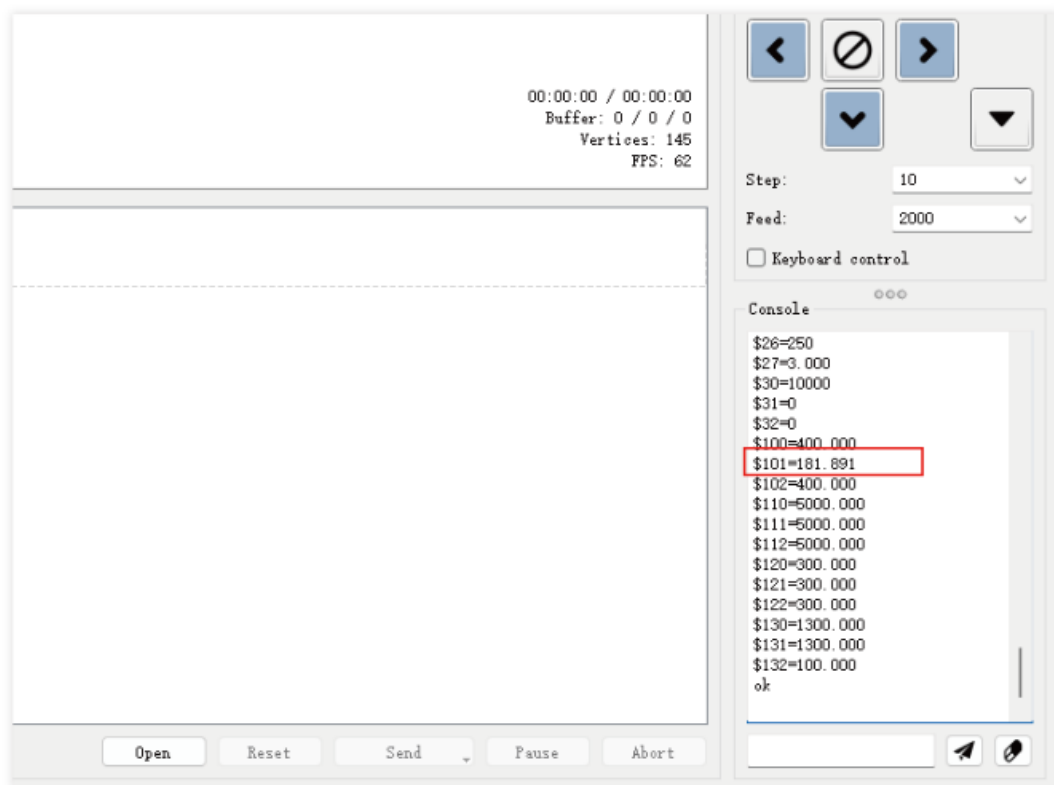 00:00:00 / 00:00:00
Buffer: 0 / 0 / 0
Vertices: 145
FPS: 62
Step: 10
Feed: 2000
Keyboard control
Console
$26=250
$27=3.000
$30=10000
$31=0
$32=0
$100=400.000
$101=181.891
$102=400.000
$110=5000.000
$111=5000.000
$112=5000.000
$120=300.000
$121=300.000
$122=300.000
$130=1300.000
$131=1300.000
$132=100.000
ok
Open Reset Send Pause Abort